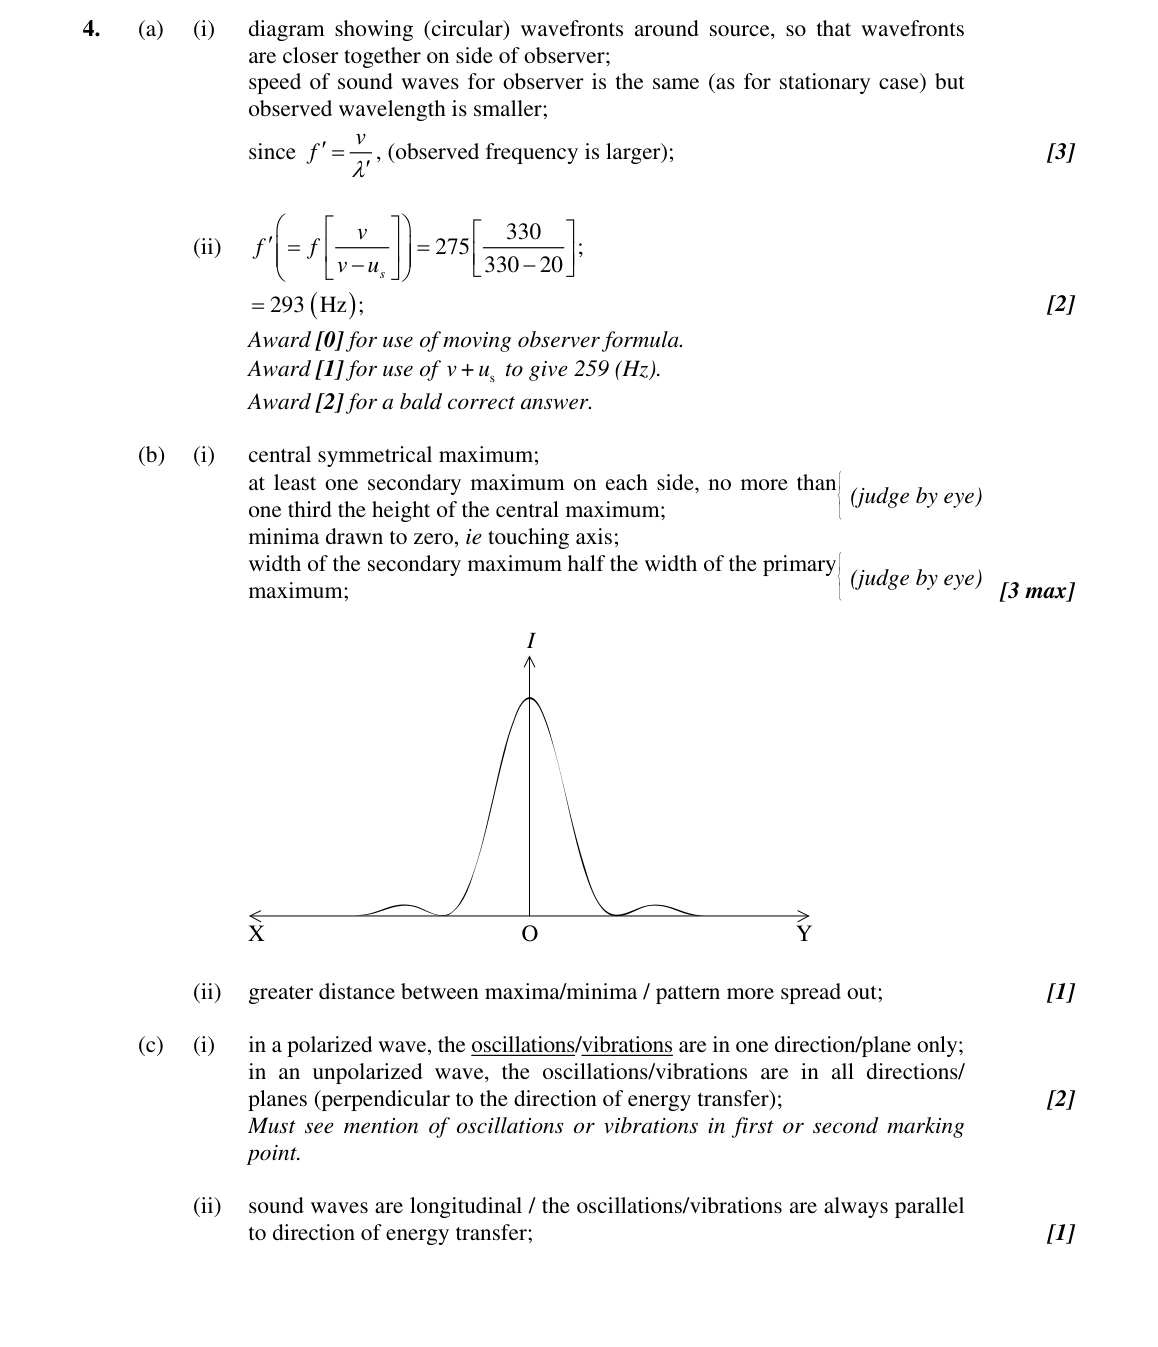 4. (a) (i) diagram showing (circular) wavefronts around source, so that wavefronts
are closer together on side of observer;
speed of sound waves for observer is the same (as for stationary case) but
observed wavelength is smaller;
since f′ = v/λ′, (observed frequency is larger); [3]
(ii) f′(= f[v/(v − uₛ)]) = 275[330/(330 − 20)];
= 293 (Hz); [2]
Award [0] for use of moving observer formula.
Award [1] for use of v + uₛ to give 259 (Hz).
Award [2] for a bald correct answer.
(b) (i) central symmetrical maximum;
at least one secondary maximum on each side, no more than
one third the height of the central maximum;
(judge by eye)
minima drawn to zero, ie touching axis;
width of the secondary maximum half the width of the primary
maximum;
(judge by eye) [3 max]
I
X O Y
(ii) greater distance between maxima/minima / pattern more spread out; [1]
(c) (i) in a polarized wave, the oscillations/vibrations are in one direction/plane only;
in an unpolarized wave, the oscillations/vibrations are in all directions/
planes (perpendicular to the direction of energy transfer); [2]
Must see mention of oscillations or vibrations in first or second marking
point.
(ii) sound waves are longitudinal / the oscillations/vibrations are always parallel
to direction of energy transfer; [1]